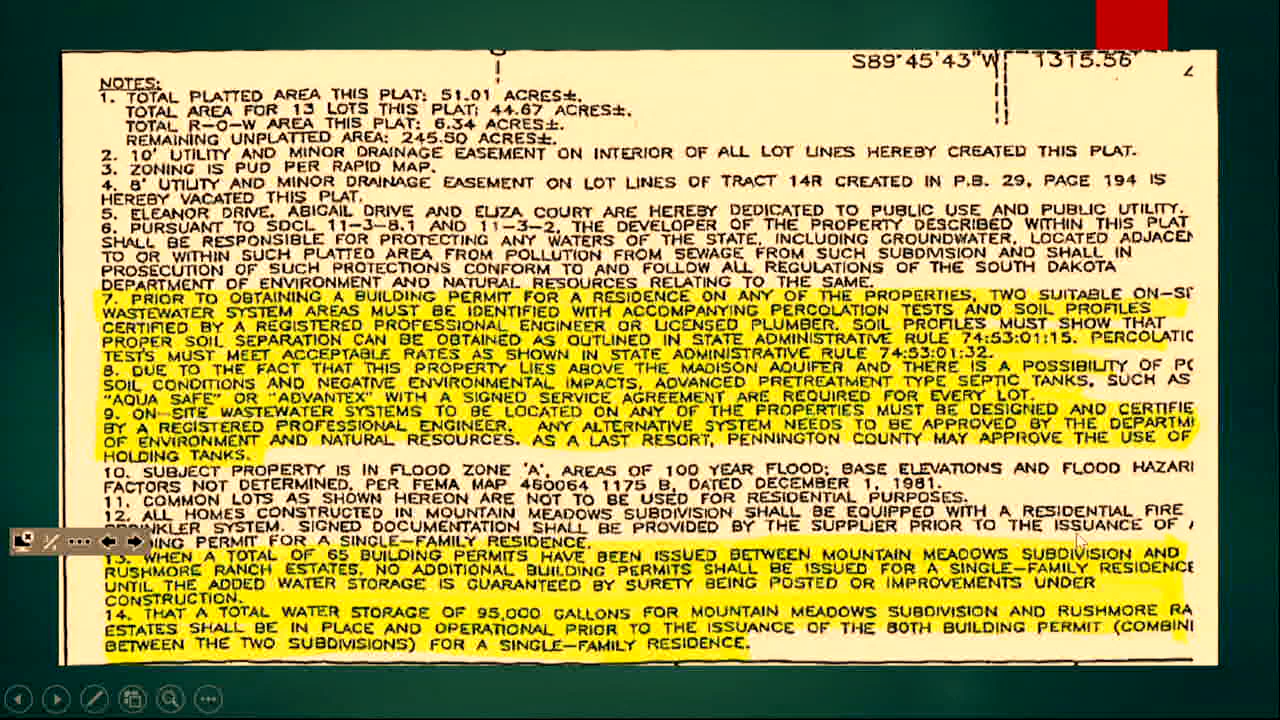 S89°45'43"W 1315.56'
NOTES:
1. TOTAL PLATTED AREA THIS PLAT: 51.01 ACRES±.
TOTAL AREA FOR 13 LOTS THIS PLAT: 44.67 ACRES±.
TOTAL R-O-W AREA THIS PLAT: 6.34 ACRES±.
REMAINING UNPLATTED AREA: 245.50 ACRES±.
2. 10' UTILITY AND MINOR DRAINAGE EASEMENT ON INTERIOR OF ALL LOT LINES HEREBY CREATED THIS PLAT.
3. ZONING IS PUD PER RAPID MAP.
4. 8' UTILITY AND MINOR DRAINAGE EASEMENT ON LOT LINES OF TRACT 14R CREATED IN P.B. 29, PAGE 194 IS
HEREBY VACATED THIS PLAT.
5. ELEANOR DRIVE, ABIGAIL DRIVE AND ELIZA COURT ARE HEREBY DEDICATED TO PUBLIC USE AND PUBLIC UTILITY.
6. PURSUANT TO SDCL 11-3-8.1 AND 11-3-2, THE DEVELOPER OF THE PROPERTY DESCRIBED WITHIN THIS PLAT
SHALL BE RESPONSIBLE FOR PROTECTING ANY WATERS OF THE STATE, INCLUDING GROUNDWATER, LOCATED ADJACEN
TO OR WITHIN SUCH PLATTED AREA FROM POLLUTION FROM SEWAGE FROM SUCH SUBDIVISION AND SHALL IN
PROSECUTION OF SUCH PROTECTIONS CONFORM TO AND FOLLOW ALL REGULATIONS OF THE SOUTH DAKOTA
DEPARTMENT OF ENVIRONMENT AND NATURAL RESOURCES RELATING TO THE SAME.
7. PRIOR TO OBTAINING A BUILDING PERMIT FOR A RESIDENCE ON ANY OF THE PROPERTIES, TWO SUITABLE ON-SI
WASTEWATER SYSTEM AREAS MUST BE IDENTIFIED WITH ACCOMPANYING PERCOLATION TESTS AND SOIL PROFILES
CERTIFIED BY A REGISTERED PROFESSIONAL ENGINEER OR LICENSED PLUMBER. SOIL PROFILES MUST SHOW THAT
PROPER SOIL SEPARATION CAN BE OBTAINED AS OUTLINED IN STATE ADMINISTRATIVE RULE 74:53:01:15. PERCOLATIO
TESTS MUST MEET ACCEPTABLE RATES AS SHOWN IN STATE ADMINISTRATIVE RULE 74:53:01:32.
8. DUE TO THE FACT THAT THIS PROPERTY LIES ABOVE THE MADISON AQUIFER AND THERE IS A POSSIBILITY OF PO
SOIL CONDITIONS AND NEGATIVE ENVIRONMENTAL IMPACTS, ADVANCED PRETREATMENT TYPE SEPTIC TANKS, SUCH AS
"AQUA SAFE" OR "ADVANTEX" WITH A SIGNED SERVICE AGREEMENT ARE REQUIRED FOR EVERY LOT.
9. ON-SITE WASTEWATER SYSTEMS TO BE LOCATED ON ANY OF THE PROPERTIES MUST BE DESIGNED AND CERTIFIE
BY A REGISTERED PROFESSIONAL ENGINEER. ANY ALTERNATIVE SYSTEM NEEDS TO BE APPROVED BY THE DEPARTM
OF ENVIRONMENT AND NATURAL RESOURCES. AS A LAST RESORT, PENNINGTON COUNTY MAY APPROVE THE USE OF
HOLDING TANKS.
10. SUBJECT PROPERTY IS IN FLOOD ZONE 'A', AREAS OF 100 YEAR FLOOD; BASE ELEVATIONS AND FLOOD HAZARI
FACTORS NOT DETERMINED, PER FEMA MAP 460064 1175 B, DATED DECEMBER 1, 1981.
11. COMMON LOTS AS SHOWN HEREON ARE NOT TO BE USED FOR RESIDENTIAL PURPOSES.
12. ALL HOMES CONSTRUCTED IN MOUNTAIN MEADOWS SUBDIVISION SHALL BE EQUIPPED WITH A RESIDENTIAL FIRE
SPRINKLER SYSTEM. SIGNED DOCUMENTATION SHALL BE PROVIDED BY THE SUPPLIER PRIOR TO THE ISSUANCE OF
DING PERMIT FOR A SINGLE-FAMILY RESIDENCE.
13. WHEN A TOTAL OF 65 BUILDING PERMITS HAVE BEEN ISSUED BETWEEN MOUNTAIN MEADOWS SUBDIVISION AND
RUSHMORE RANCH ESTATES, NO ADDITIONAL BUILDING PERMITS SHALL BE ISSUED FOR A SINGLE-FAMILY RESIDENCE
UNTIL THE ADDED WATER STORAGE IS GUARANTEED BY SURETY BEING POSTED OR IMPROVEMENTS UNDER
CONSTRUCTION.
14. THAT A TOTAL WATER STORAGE OF 95,000 GALLONS FOR MOUNTAIN MEADOWS SUBDIVISION AND RUSHMORE RA
ESTATES SHALL BE IN PLACE AND OPERATIONAL PRIOR TO THE ISSUANCE OF THE 80TH BUILDING PERMIT (COMBINI
BETWEEN THE TWO SUBDIVISIONS) FOR A SINGLE-FAMILY RESIDENCE.